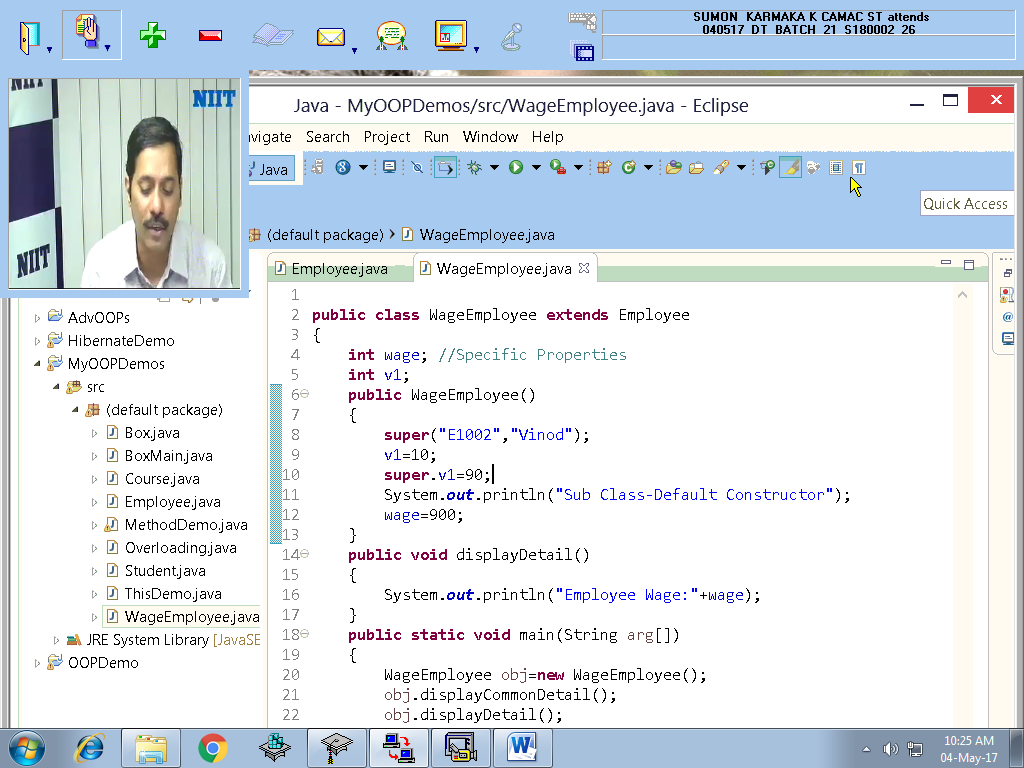 SUMON KARMAKA K CAMAC ST attends
040517 DT BATCH 21 S180002 26
NIIT
NIIT
Java - MyOOPDemos/src/WageEmployee.java - Eclipse
vigate Search Project Run Window Help
Java
Quick Access
(default package) WageEmployee.java
Employee.java WageEmployee.java
AdvOOPs
HibernateDemo
MyOOPDemos
src
(default package)
Box.java
BoxMain.java
Course.java
Employee.java
MethodDemo.java
Overloading.java
Student.java
ThisDemo.java
WageEmployee.java
JRE System Library [JavaSE
OOPDemo
1
2 public class WageEmployee extends Employee
3 {
4 int wage; //Specific Properties
5 int v1;
6 public WageEmployee()
7 {
8 super("E1002","Vinod");
9 v1=10;
10 super.v1=90;
11 System.out.println("Sub Class-Default Constructor");
12 wage=900;
13 }
14 public void displayDetail()
15 {
16 System.out.println("Employee Wage:"+wage);
17 }
18 public static void main(String arg[])
19 {
20 WageEmployee obj=new WageEmployee();
21 obj.displayCommonDetail();
22 obj.displayDetail();
10:25 AM
04-May-17